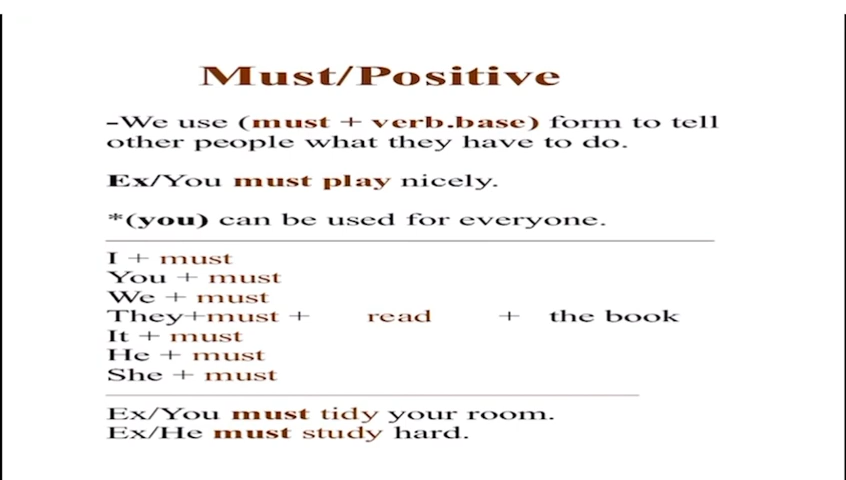 Must/Positive
-We use (must + verb.base) form to tell
other people what they have to do.
Ex/You must play nicely.
*(you) can be used for everyone.
I + must
You + must
We + must
They+must + read + the book
It + must
He + must
She + must
Ex/You must tidy your room.
Ex/He must study hard.